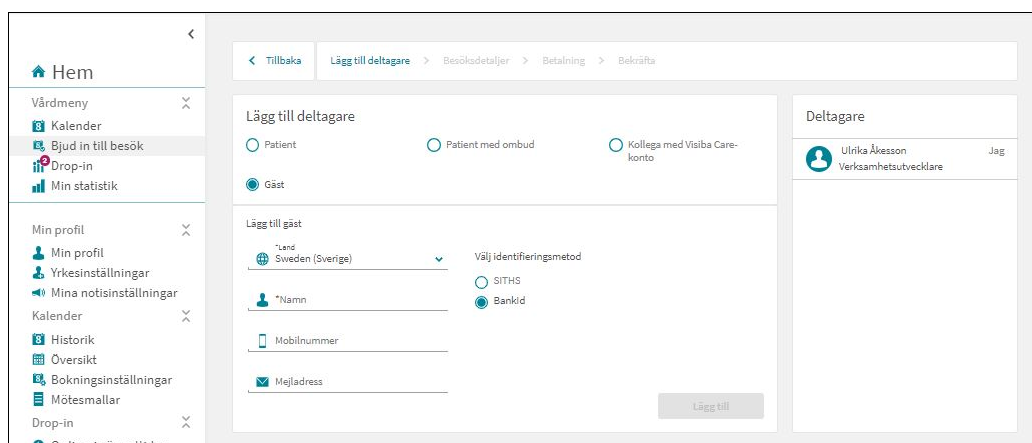 Hem
Vårdmeny
8 Kalender
Bjud in till besök
2
Drop-in
Min statistik
Min profil
Min profil
Yrkesinställningar
Mina notisinställningar
Kalender
8 Historik
Översikt
Bokningsinställningar
Mötesmallar
Drop-in
Tillbaka
Lägg till deltagare > Besöksdetaljer > Betalning > Bekräfta
Lägg till deltagare
Patient
Patient med ombud
Kollega med Visiba Care-
konto
Gäst
Lägg till gäst
*Land
Sweden (Sverige)
*Namn
Mobilnummer
Mejladress
Välj identifieringsmetod
SITHS
BankId
Lägg till
Deltagare
Ulrika Åkesson Jag
Verksamhetsutvecklare